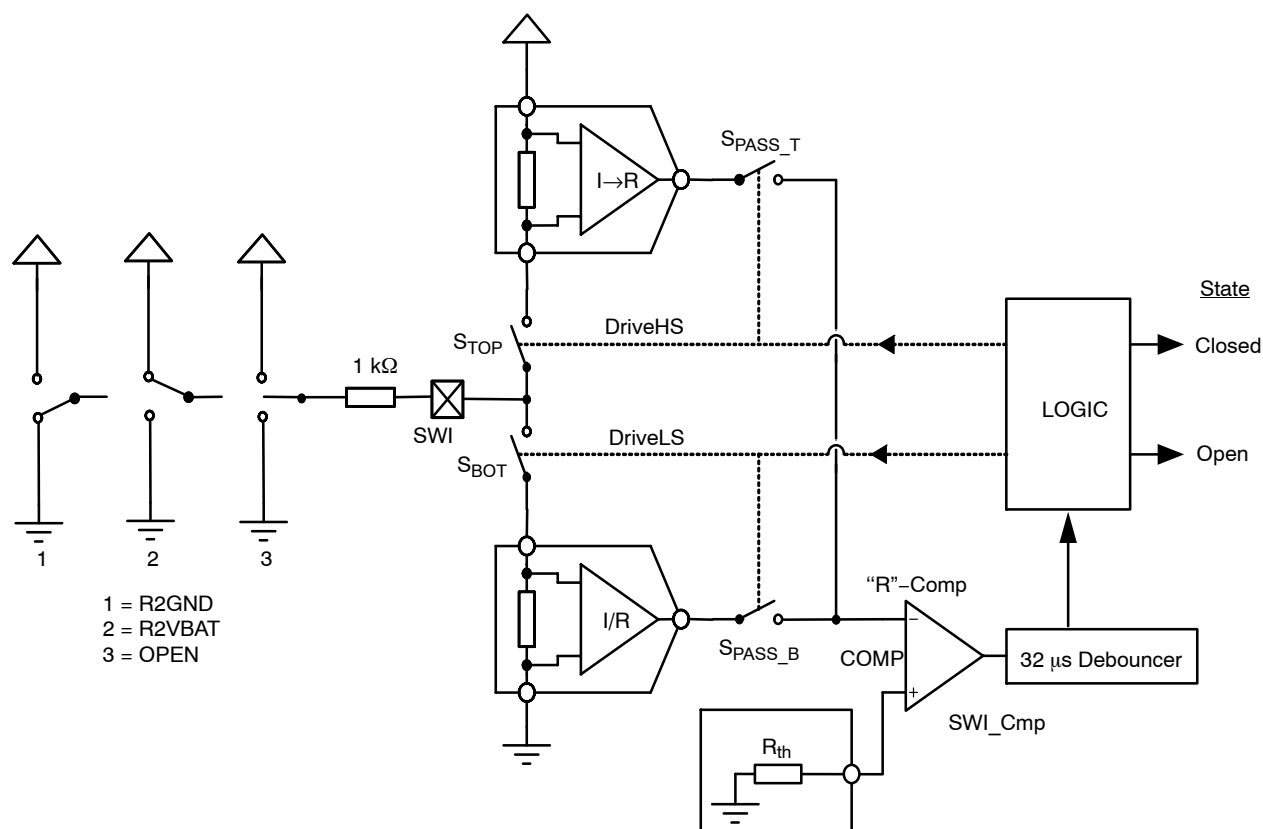 S_PASS_T
I→R
State
DriveHS
S_TOP
Closed
1 kΩ
LOGIC
SWI
DriveLS
S_BOT
Open
1
2
3
"R"−Comp
1 = R2GND
2 = R2VBAT
3 = OPEN
I/R
−
S_PASS_B
COMP
32 μs Debouncer
+
SWI_Cmp
R_th